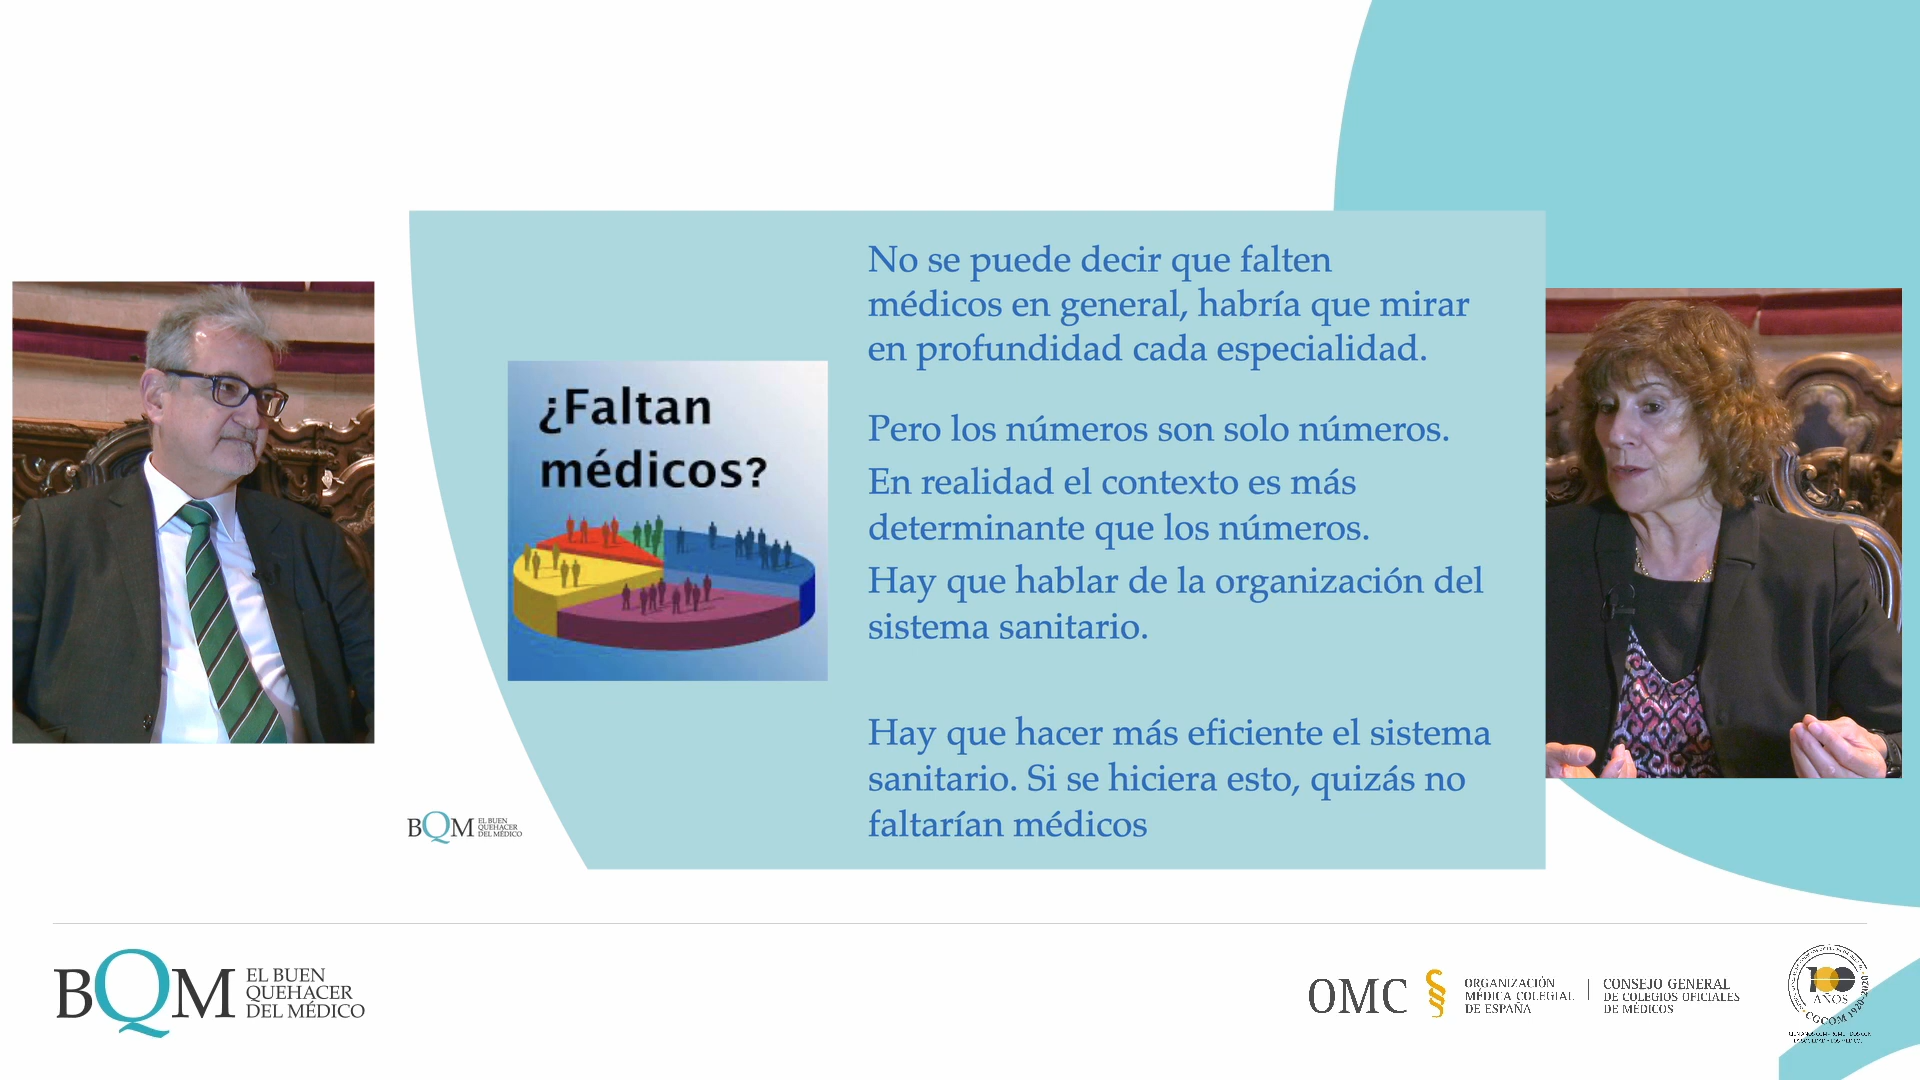 No se puede decir que falten
médicos en general, habría que mirar
en profundidad cada especialidad.
¿Faltan
médicos?
Pero los números son solo números.
En realidad el contexto es más
determinante que los números.
Hay que hablar de la organización del
sistema sanitario.
Hay que hacer más eficiente el sistema
sanitario. Si se hiciera esto, quizás no
faltarían médicos
BQM
EL BUEN
QUEHACER
DEL MÉDICO
BQM
EL BUEN
QUEHACER
DEL MÉDICO
OMC
ORGANIZACIÓN
MÉDICA COLEGIAL
DE ESPAÑA
CONSEJO GENERAL
DE COLEGIOS OFICIALES
DE MÉDICOS
100
AÑOS
CGCOM 1920-2020